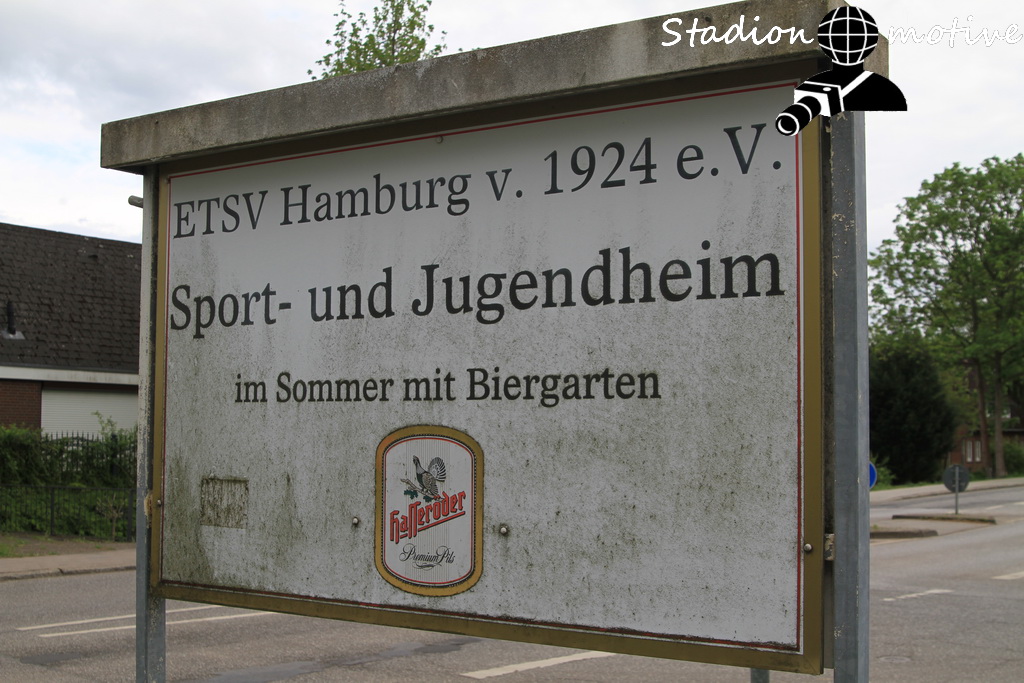 Stadion motive
ETSV Hamburg v. 1924 e.V.
Sport- und Jugendheim
im Sommer mit Biergarten
Hasseröder
Premium Pils